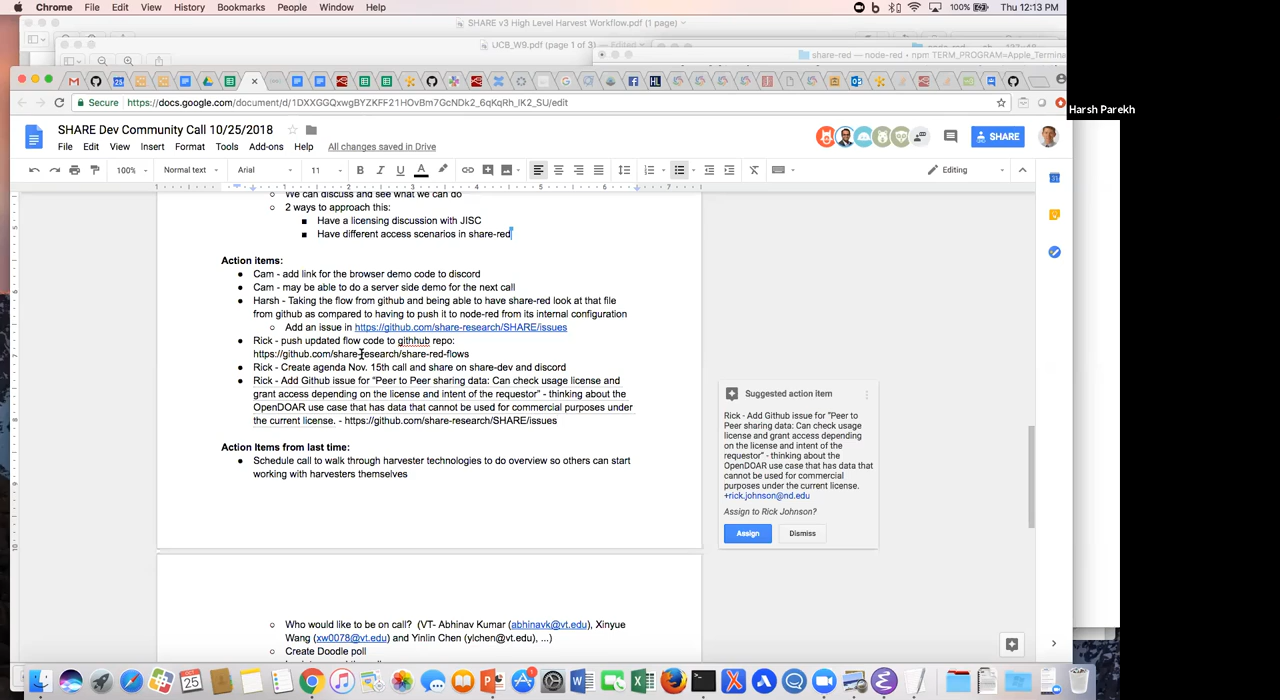 Chrome File Edit View History Bookmarks People Window Help 100% Thu 12:13 PM
SHARE v3 High Level Harvest Workflow.pdf (1 page)
UCB_W9.pdf (page 1 of 3) — Edited
share-red — node-red • npm TERM_PROGRAM=Apple_Terminal
Secure https://docs.google.com/document/d/1DXXGGQxwgBYZKFF21HOvBm7GcNDk2_6qKqRh_IK2_SU/edit
Harsh Parekh
SHARE Dev Community Call 10/25/2018
File Edit View Insert Format Tools Add-ons Help All changes saved in Drive
SHARE
100% Normal text Arial 11 Editing
We can discuss and see what we can do
2 ways to approach this:
Have a licensing discussion with JISC
Have different access scenarios in share-red
Action items:
Cam - add link for the browser demo code to discord
Cam - may be able to do a server side demo for the next call
Harsh - Taking the flow from github and being able to have share-red look at that file
from github as compared to having to push it to node-red from its internal configuration
Add an issue in https://github.com/share-research/SHARE/issues
Rick - push updated flow code to githhub repo:
https://github.com/share-research/share-red-flows
Rick - Create agenda Nov. 15th call and share on share-dev and discord
Rick - Add Github issue for “Peer to Peer sharing data: Can check usage license and
grant access depending on the license and intent of the requestor” - thinking about the
OpenDOAR use case that has data that cannot be used for commercial purposes under
the current license. - https://github.com/share-research/SHARE/issues
Action Items from last time:
Schedule call to walk through harvester technologies to do overview so others can start
working with harvesters themselves
Suggested action item
Rick - Add Github issue for “Peer to
Peer sharing data: Can check usage
license and grant access depending
on the license and intent of the
requestor” - thinking about the
OpenDOAR use case that has data that
cannot be used for commercial
purposes under the current license.
+rick.johnson@nd.edu
Assign to Rick Johnson?
Assign Dismiss
Who would like to be on call? (VT- Abhinav Kumar (abhinavk@vt.edu), Xinyue
Wang (xw0078@vt.edu) and Yinlin Chen (ylchen@vt.edu), ...)
Create Doodle poll